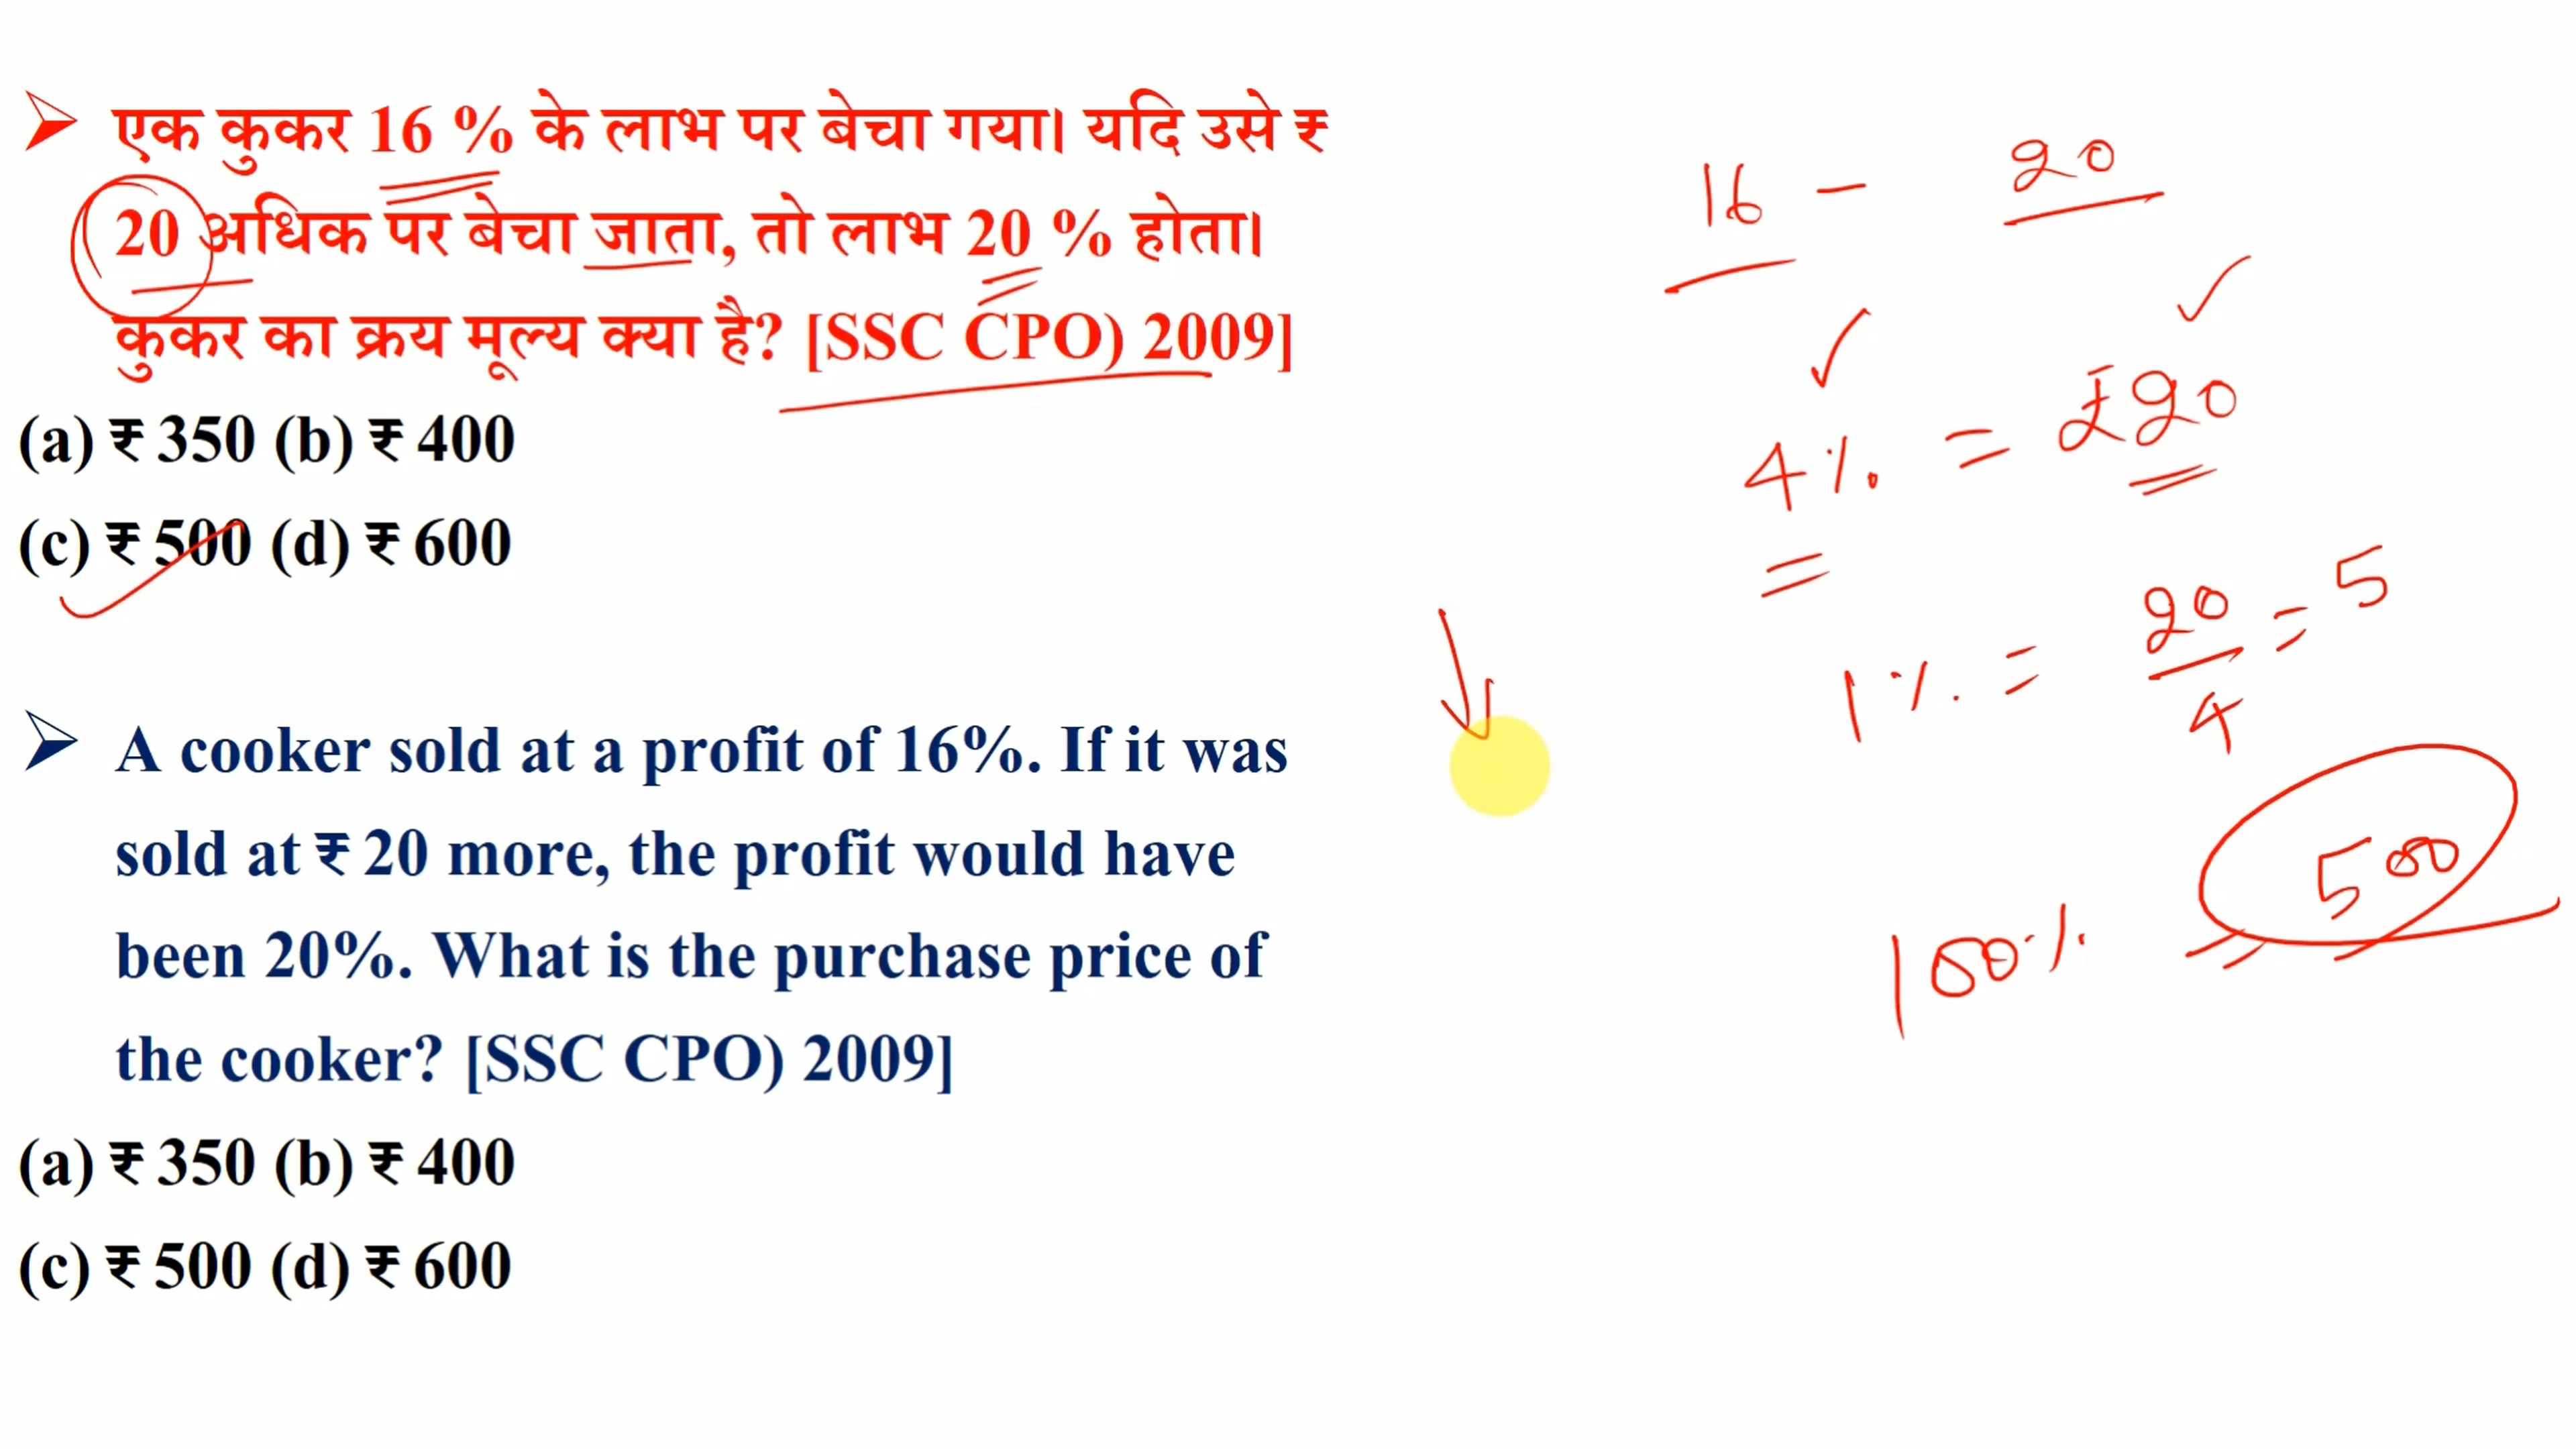 एक कुकर 16 % के लाभ पर बेचा गया। यदि उसे ₹
20 अधिक पर बेचा जाता, तो लाभ 20 % होता।
कुकर का क्रय मूल्य क्या है? [SSC CPO) 2009]
(a) ₹ 350 (b) ₹ 400
(c) ₹ 500 (d) ₹ 600
A cooker sold at a profit of 16%. If it was
sold at ₹ 20 more, the profit would have
been 20%. What is the purchase price of
the cooker? [SSC CPO) 2009]
(a) ₹ 350 (b) ₹ 400
(c) ₹ 500 (d) ₹ 600
16 – 20
4% = ₹20
=
1% = 20/4 = 5
100% 500